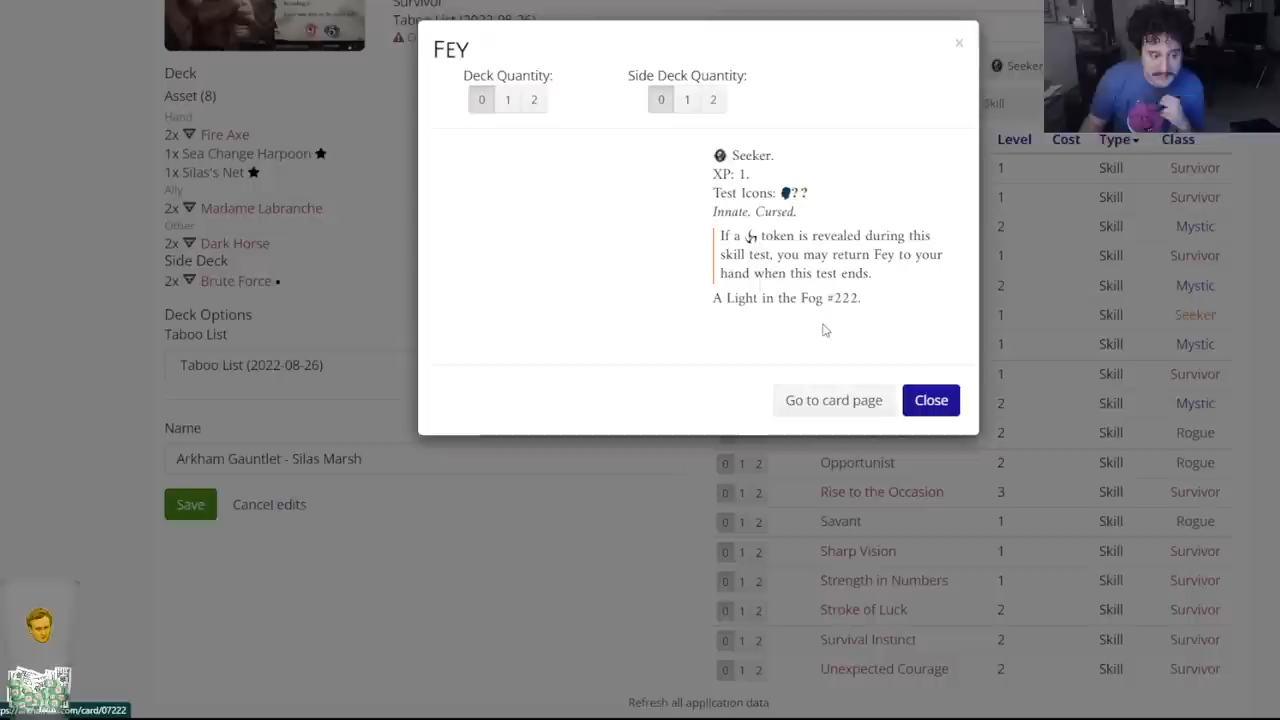 Survivor
Taboo List (2022-08-26)
Deck
Asset (8)
Hand
2x Fire Axe
1x Sea Change Harpoon ★
1x Silas's Net ★
Ally
2x Madame Labranche
Other
2x Dark Horse
Side Deck
2x Brute Force •
Deck Options
Taboo List
Taboo List (2022-08-26)
Name
Arkham Gauntlet - Silas Marsh
Save Cancel edits
FEY
×
Deck Quantity: Side Deck Quantity:
0 1 2 0 1 2
Seeker.
XP: 1.
Test Icons: ??
Innate. Cursed.
If a token is revealed during this
skill test, you may return Fey to your
hand when this test ends.
A Light in the Fog #222.
Go to card page Close
Seeker
Skill
Level Cost Type Class
1 Skill Survivor
1 Skill Survivor
2 Skill Mystic
1 Skill Survivor
2 Skill Mystic
1 Skill Seeker
1 Skill Mystic
1 Skill Survivor
2 Skill Mystic
2 Skill Rogue
0 1 2 Opportunist 2 Skill Rogue
0 1 2 Rise to the Occasion 3 Skill Survivor
0 1 2 Savant 1 Skill Rogue
0 1 2 Sharp Vision 1 Skill Survivor
0 1 2 Strength in Numbers 1 Skill Survivor
0 1 2 Stroke of Luck 2 Skill Survivor
0 1 2 Survival Instinct 2 Skill Survivor
0 1 2 Unexpected Courage 2 Skill Survivor
Refresh all application data
.com/card/07222